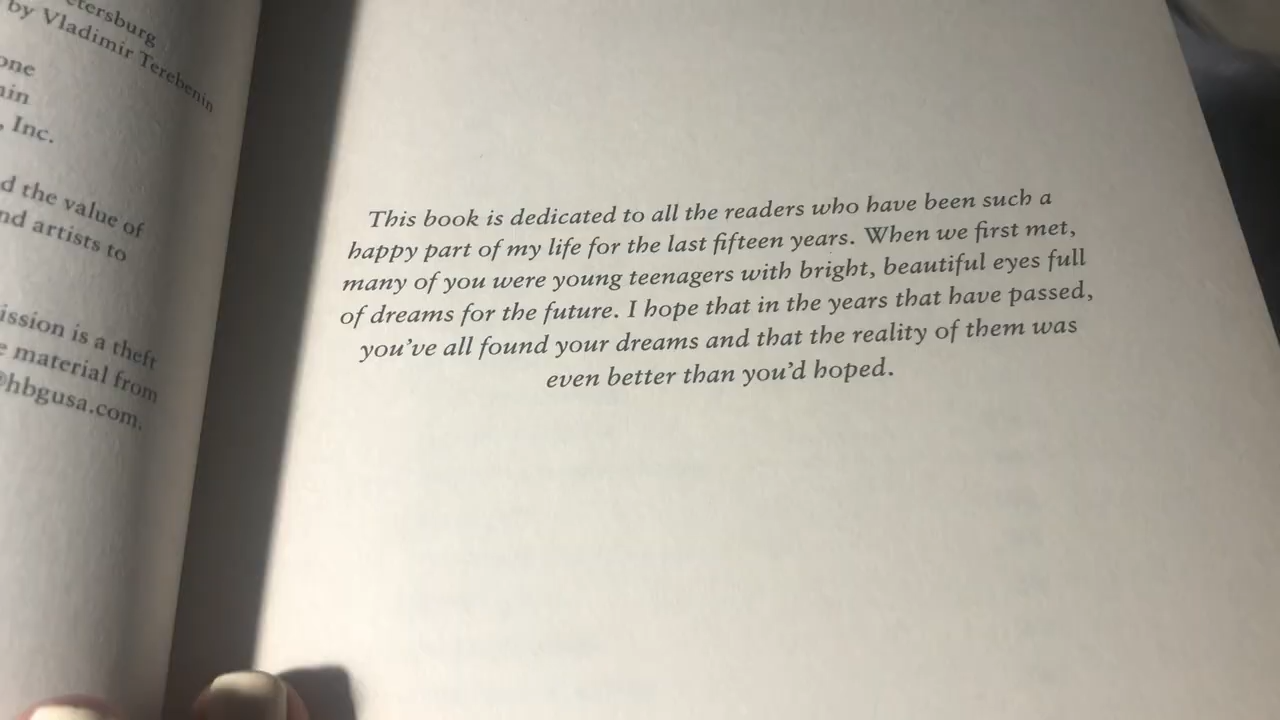 etersburg
by Vladimir Terebenin
one
ain
, Inc.
d the value of
nd artists to
ission is a theft
e material from
@hbgusa.com.
This book is dedicated to all the readers who have been such a
happy part of my life for the last fifteen years. When we first met,
many of you were young teenagers with bright, beautiful eyes full
of dreams for the future. I hope that in the years that have passed,
you’ve all found your dreams and that the reality of them was
even better than you’d hoped.